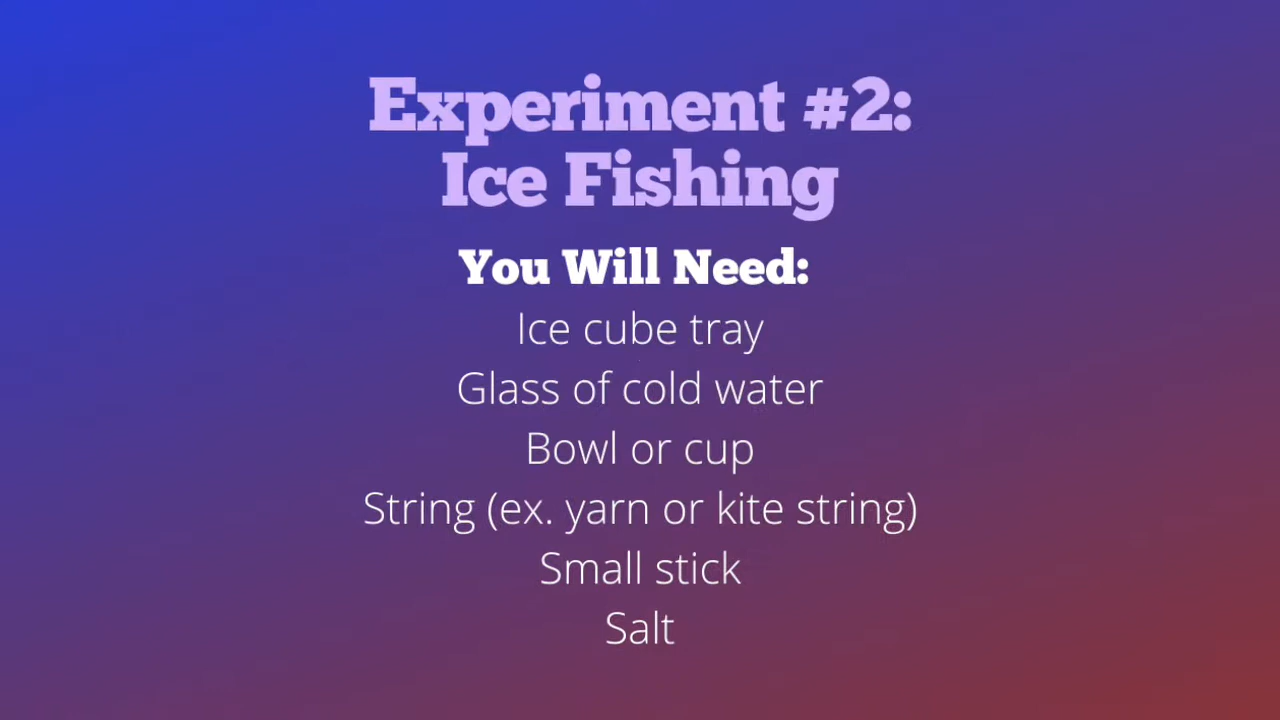 Experiment #2:
Ice Fishing
You Will Need:
Ice cube tray
Glass of cold water
Bowl or cup
String (ex. yarn or kite string)
Small stick
Salt